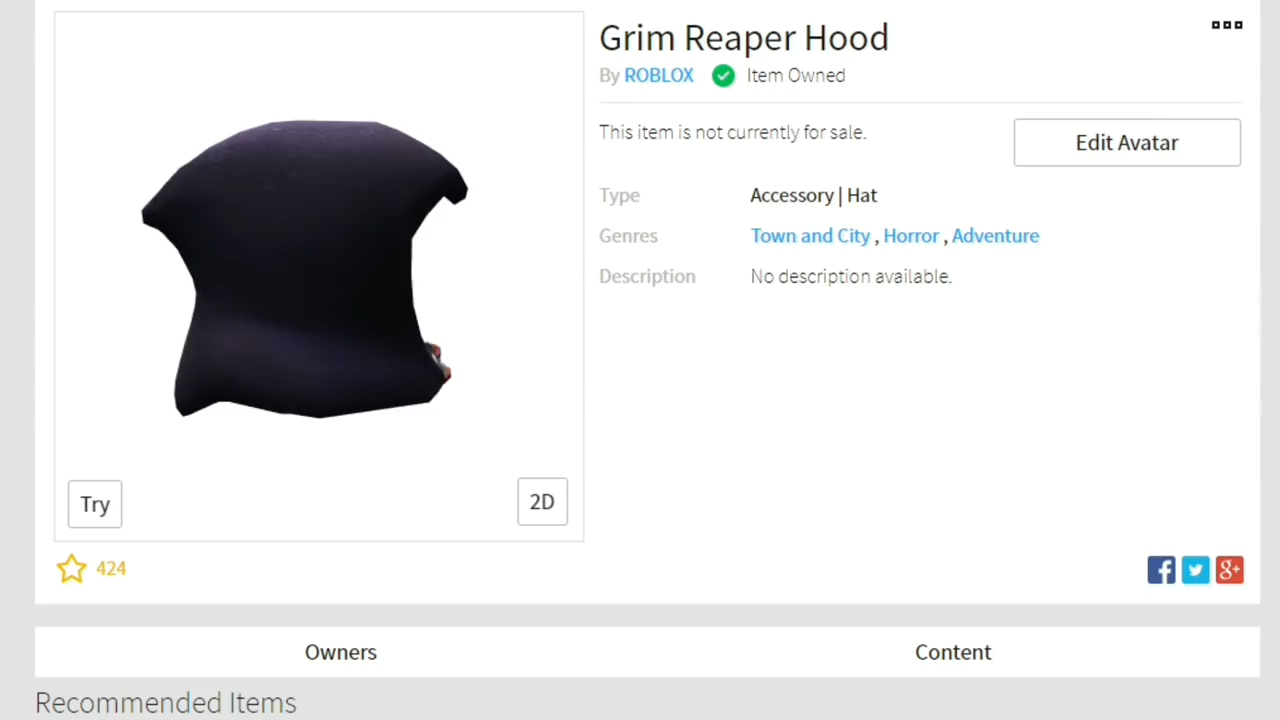 Grim Reaper Hood
By ROBLOX Item Owned
This item is not currently for sale.
Edit Avatar
Type Accessory | Hat
Genres Town and City , Horror , Adventure
Description No description available.
Try
2D
424
Owners
Content
Recommended Items